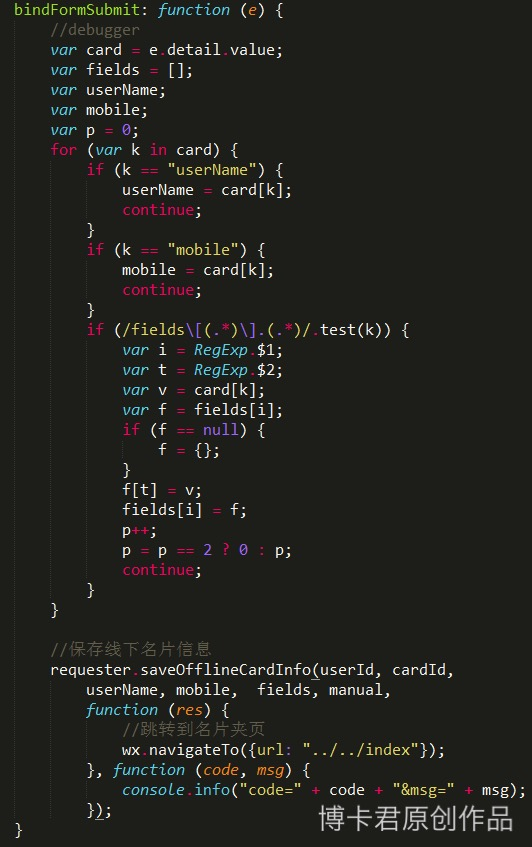 bindFormSubmit: function (e) {
    //debugger
    var card = e.detail.value;
    var fields = [];
    var userName;
    var mobile;
    var p = 0;
    for (var k in card) {
        if (k == "userName") {
            userName = card[k];
            continue;
        }
        if (k == "mobile") {
            mobile = card[k];
            continue;
        }
        if (/fields\[(.*)\].(.*)/.test(k)) {
            var i = RegExp.$1;
            var t = RegExp.$2;
            var v = card[k];
            var f = fields[i];
            if (f == null) {
                f = {};
            }
            f[t] = v;
            fields[i] = f;
            p++;
            p = p == 2 ? 0 : p;
            continue;
        }
    }

    //保存线下名片信息
    requester.saveOfflineCardInfo(userId, cardId,
        userName, mobile,  fields, manual,
        function (res) {
            //跳转到名片夹页
            wx.navigateTo({url: "../../index"});
        }, function (code, msg) {
            console.info("code=" + code + "&msg=" + msg);
        });
}
博卡君原创作品